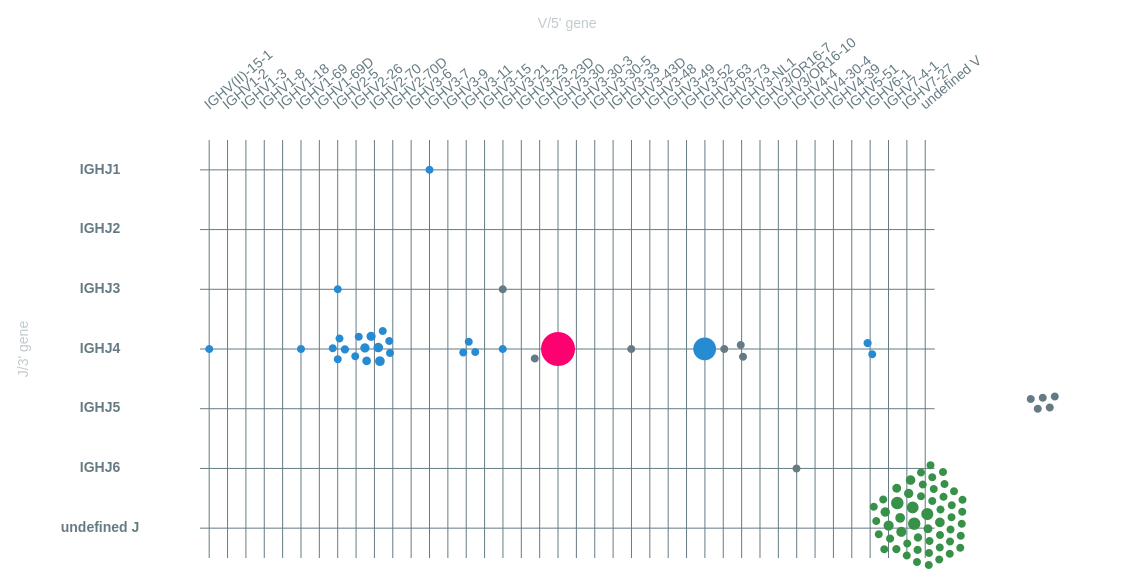 V/5' gene
IGHV(II)-15-1
IGHV1-2
IGHV1-3
IGHV1-8
IGHV1-18
IGHV1-69
IGHV1-69D
IGHV2-5
IGHV2-26
IGHV2-70
IGHV2-70D
IGHV3-6
IGHV3-7
IGHV3-9
IGHV3-11
IGHV3-15
IGHV3-21
IGHV3-23
IGHV3-23D
IGHV3-30
IGHV3-30-3
IGHV3-30-5
IGHV3-33
IGHV3-43D
IGHV3-48
IGHV3-49
IGHV3-52
IGHV3-63
IGHV3-73
IGHV3-NL1
IGHV3/OR16-7
IGHV3/OR16-10
IGHV4-4
IGHV4-30-4
IGHV4-39
IGHV5-51
IGHV6-1
IGHV7-4-1
IGHV7-27
undefined V
J/3' gene
IGHJ1
IGHJ2
IGHJ3
IGHJ4
IGHJ5
IGHJ6
undefined J